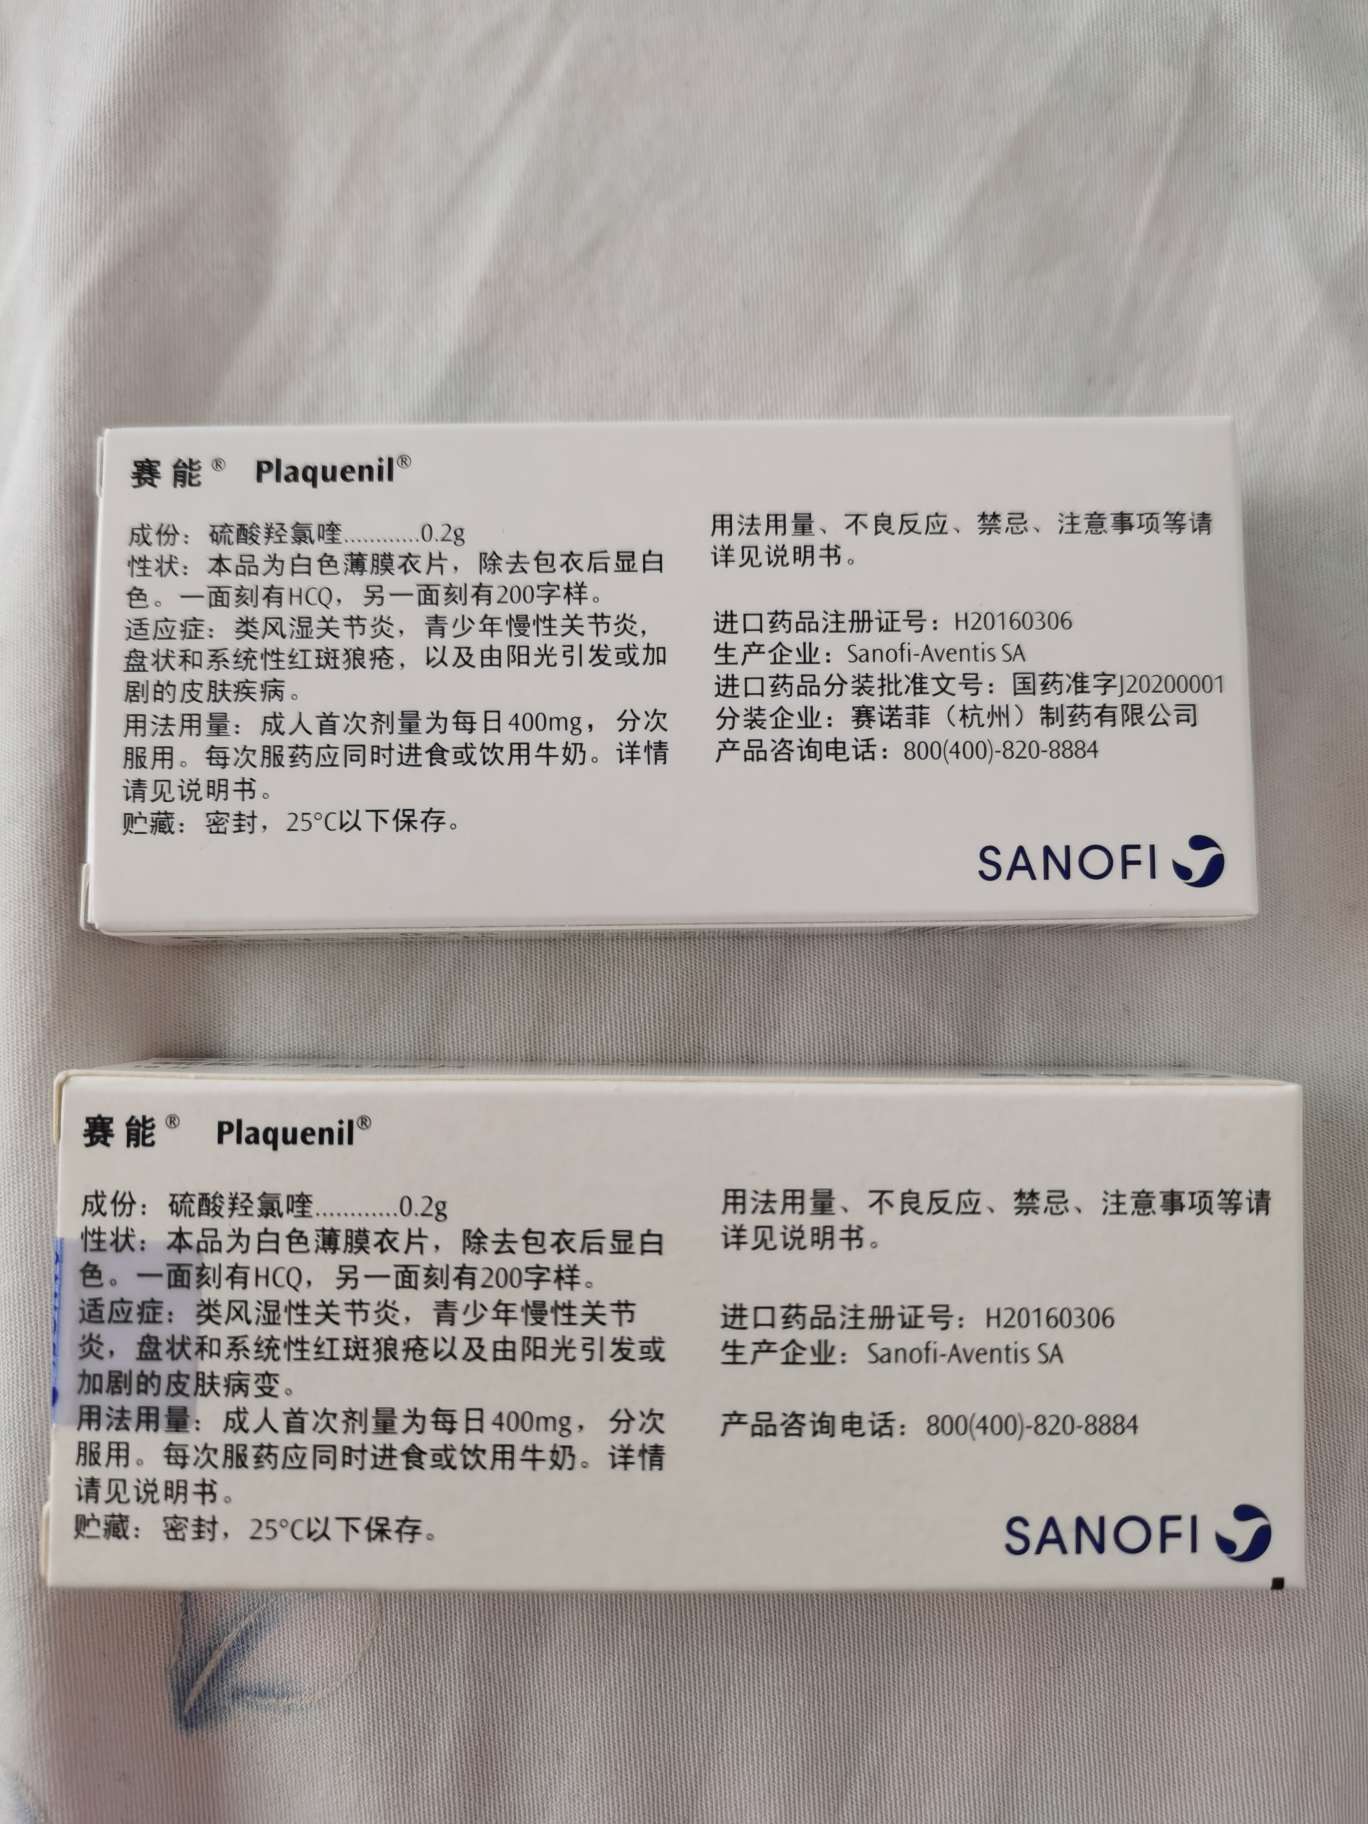 赛能® Plaquenil®
成份：硫酸羟氯喹............0.2g
性状：本品为白色薄膜衣片，除去包衣后显白
色。一面刻有HCQ，另一面刻有200字样。
适应症：类风湿关节炎，青少年慢性关节炎，
盘状和系统性红斑狼疮，以及由阳光引发或加
剧的皮肤疾病。
用法用量：成人首次剂量为每日400mg，分次
服用。每次服药应同时进食或饮用牛奶。详情
请见说明书。
贮藏：密封，25°C以下保存。
用法用量、不良反应、禁忌、注意事项等请
详见说明书。
进口药品注册证号：H20160306
生产企业：Sanofi-Aventis SA
进口药品分装批准文号：国药准字J20200001
分装企业：赛诺菲（杭州）制药有限公司
产品咨询电话：800(400)-820-8884
SANOFI
赛能® Plaquenil®
成份：硫酸羟氯喹............0.2g
性状：本品为白色薄膜衣片，除去包衣后显白
色。一面刻有HCQ，另一面刻有200字样。
适应症：类风湿性关节炎，青少年慢性关节
炎，盘状和系统性红斑狼疮以及由阳光引发或
加剧的皮肤病变。
用法用量：成人首次剂量为每日400mg，分次
服用。每次服药应同时进食或饮用牛奶。详情
请见说明书。
贮藏：密封，25°C以下保存。
用法用量、不良反应、禁忌、注意事项等请
详见说明书。
进口药品注册证号：H20160306
生产企业：Sanofi-Aventis SA
产品咨询电话：800(400)-820-8884
SANOFI